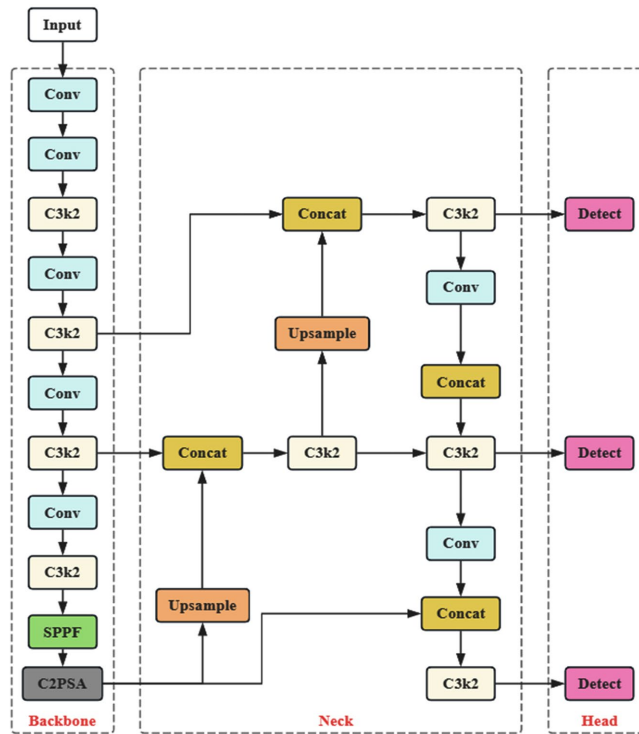 Input
Conv
Conv
C3k2
Conv
C3k2
Conv
C3k2
Conv
C3k2
SPPF
C2PSA
Backbone
Concat
C3k2
Conv
Upsample
Concat
Concat
C3k2
C3k2
Conv
Upsample
Concat
C3k2
Neck
Detect
Detect
Detect
Head